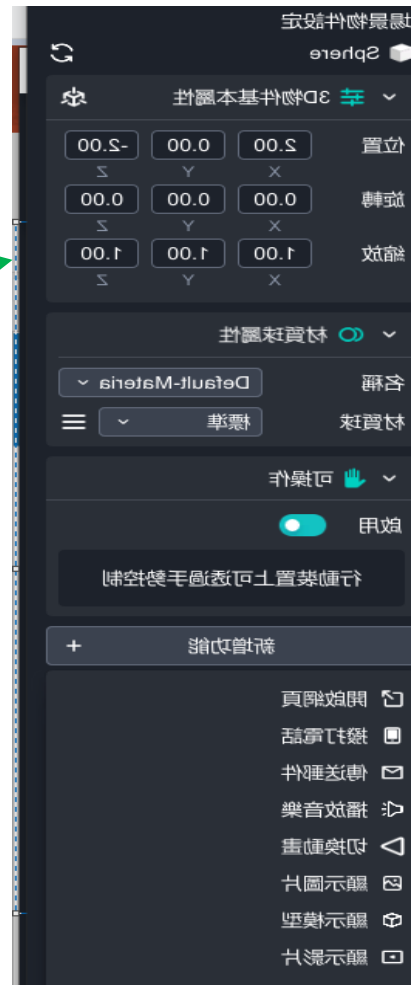 場景物件設定
Sphere
3D物件基本屬性
位置 2.00 0.00 -2.00
X Y Z
旋轉 0.00 0.00 0.00
X Y Z
縮放 1.00 1.00 1.00
X Y Z
材質球屬性
名稱 Default-Materia
材質球 標準
可操作
啟用
行動裝置上可透過手勢控制
新增功能 +
開啟網頁
撥打電話
傳送郵件
播放音樂
切換動畫
顯示圖片
顯示模型
顯示影片